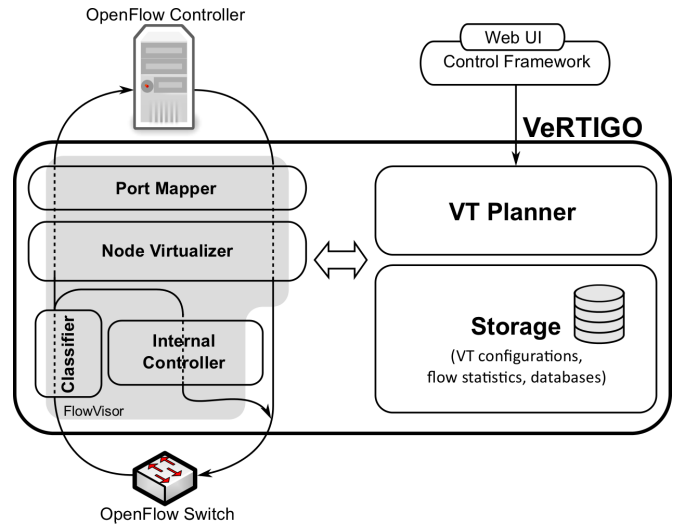 OpenFlow Controller
Web UI
Control Framework
VeRTIGO
Port Mapper
Node Virtualizer
Classifier
Internal
Controller
FlowVisor
VT Planner
Storage
(VT configurations,
flow statistics, databases)
OpenFlow Switch